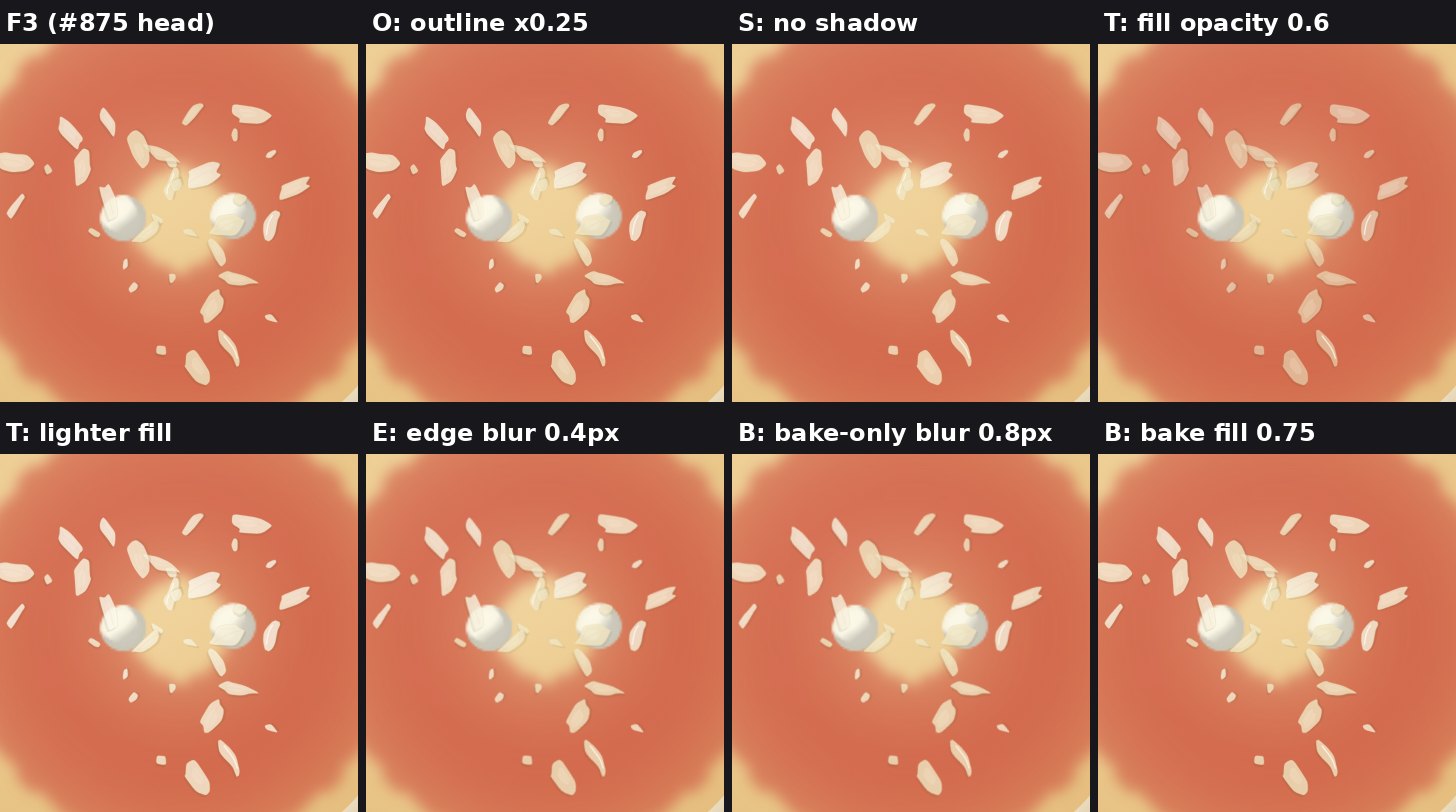 F3 (#875 head)
O: outline x0.25
S: no shadow
T: fill opacity 0.6
T: lighter fill
E: edge blur 0.4px
B: bake-only blur 0.8px
B: bake fill 0.75